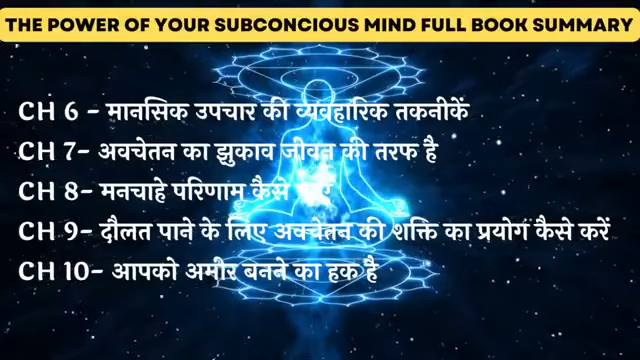 THE POWER OF YOUR SUBCONCIOUS MIND FULL BOOK SUMMARY
CH 6 - मानसिक उपचार की व्यवहारिक तकनीकें
CH 7- अवचेतन का झुकाव जीवन की तरफ है
CH 8- मनचाहे परिणाम कैसे
CH 9- दौलत पाने के लिए अवचेतन की शक्ति का प्रयोग कैसे करें
CH 10- आपको अमीर बनने का हक है